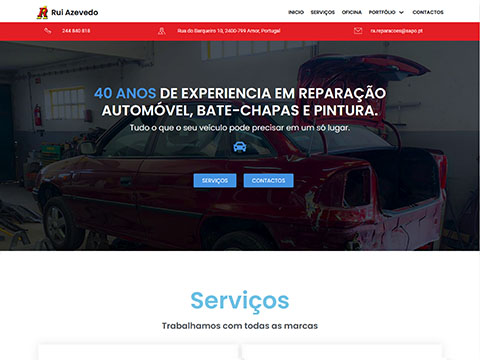 Rui Azevedo
INICIO SERVIÇOS OFICINA PORTFÓLIO CONTACTOS
244 840 818
Rua do Barqueiro 18, 2400-799 Amor, Portugal
ra.reparacoes@sapo.pt
40 ANOS DE EXPERIENCIA EM REPARAÇÃO
AUTOMÓVEL, BATE-CHAPAS E PINTURA.
Tudo o que o seu veículo pode precisar em um só lugar.
SERVIÇOS
CONTACTOS
Serviços
Trabalhamos com todas as marcas